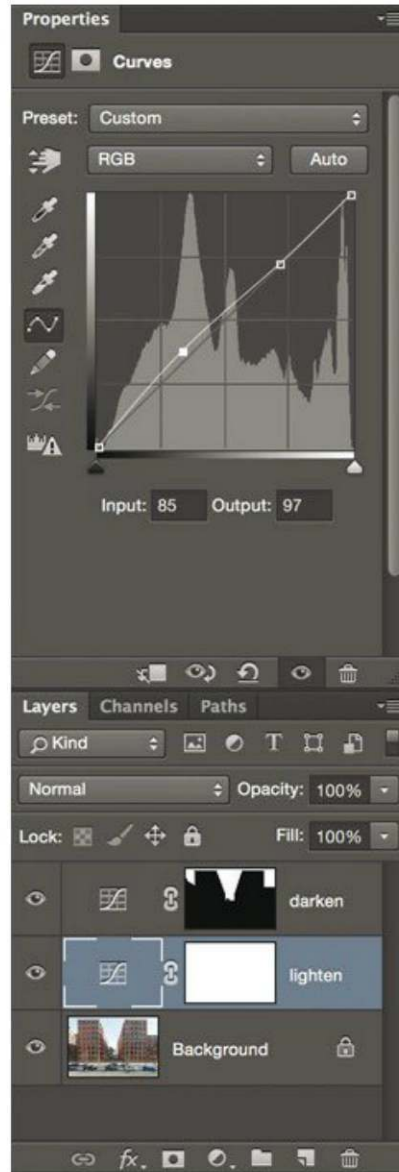 Properties
Curves
Preset: Custom
RGB Auto
Input: 85 Output: 97
Layers Channels Paths
Kind
Normal Opacity: 100%
Lock: Fill: 100%
darken
lighten
Background
fx